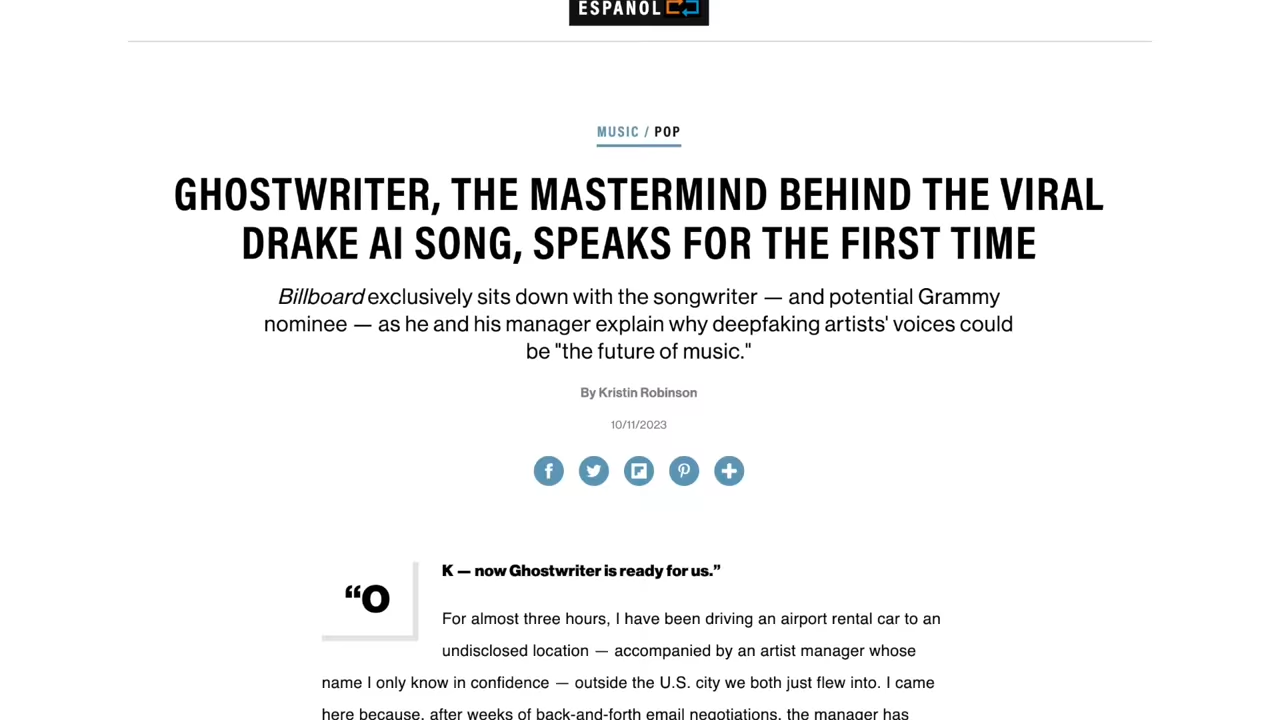 ESPAÑOL
MUSIC / POP
GHOSTWRITER, THE MASTERMIND BEHIND THE VIRAL
DRAKE AI SONG, SPEAKS FOR THE FIRST TIME
Billboard exclusively sits down with the songwriter — and potential Grammy
nominee — as he and his manager explain why deepfaking artists' voices could
be "the future of music."
By Kristin Robinson
10/11/2023
“O
K — now Ghostwriter is ready for us.”
For almost three hours, I have been driving an airport rental car to an
undisclosed location — accompanied by an artist manager whose
name I only know in confidence — outside the U.S. city we both just flew into. I came
here because, after weeks of back-and-forth email negotiations, the manager has